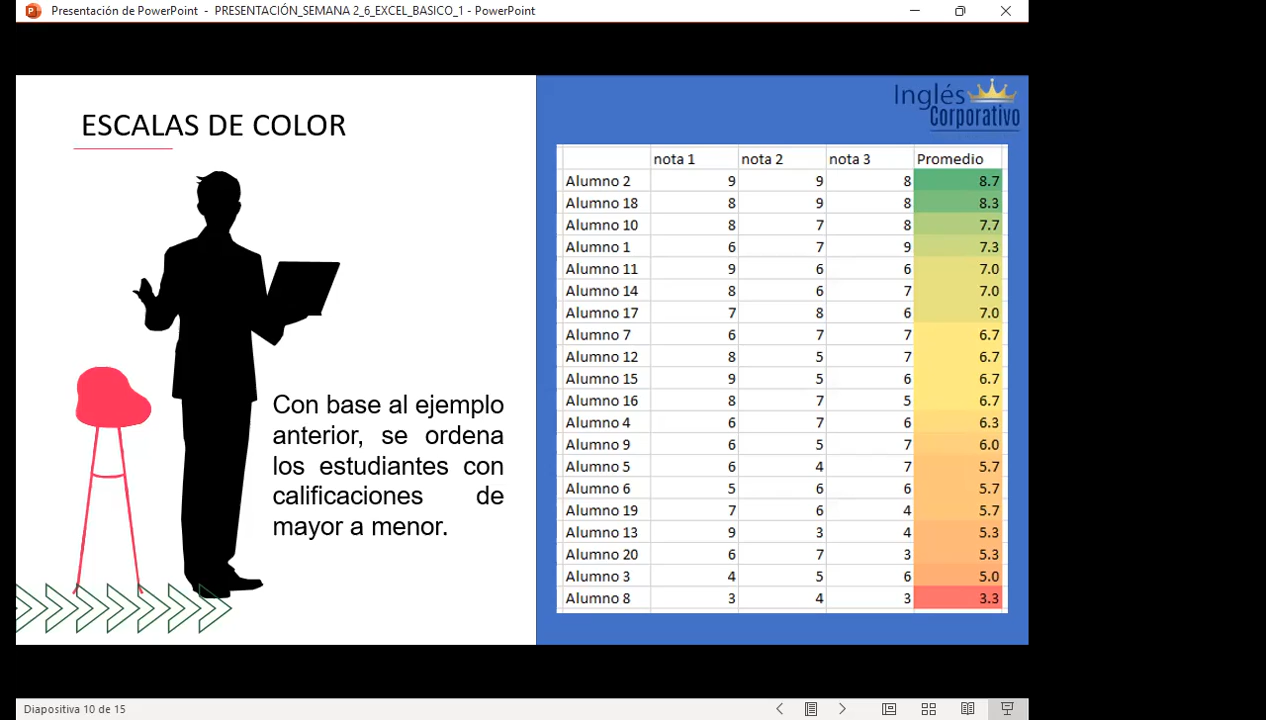 Presentación de PowerPoint - PRESENTACIÓN_SEMANA 2_6_EXCEL_BASICO_1 - PowerPoint
ESCALAS DE COLOR
Con base al ejemplo
anterior, se ordena
los estudiantes con
calificaciones de
mayor a menor.
Inglés
Corporativo
nota 1 nota 2 nota 3 Promedio
Alumno 2 9 9 8 8.7
Alumno 18 8 9 8 8.3
Alumno 10 8 7 8 7.7
Alumno 1 6 7 9 7.3
Alumno 11 9 6 6 7.0
Alumno 14 8 6 7 7.0
Alumno 17 7 8 6 7.0
Alumno 7 6 7 7 6.7
Alumno 12 8 5 7 6.7
Alumno 15 9 5 6 6.7
Alumno 16 8 7 5 6.7
Alumno 4 6 7 6 6.3
Alumno 9 6 5 7 6.0
Alumno 5 6 4 7 5.7
Alumno 6 5 6 6 5.7
Alumno 19 7 6 4 5.7
Alumno 13 9 3 4 5.3
Alumno 20 6 7 3 5.3
Alumno 3 4 5 6 5.0
Alumno 8 3 4 3 3.3
Diapositiva 10 de 15